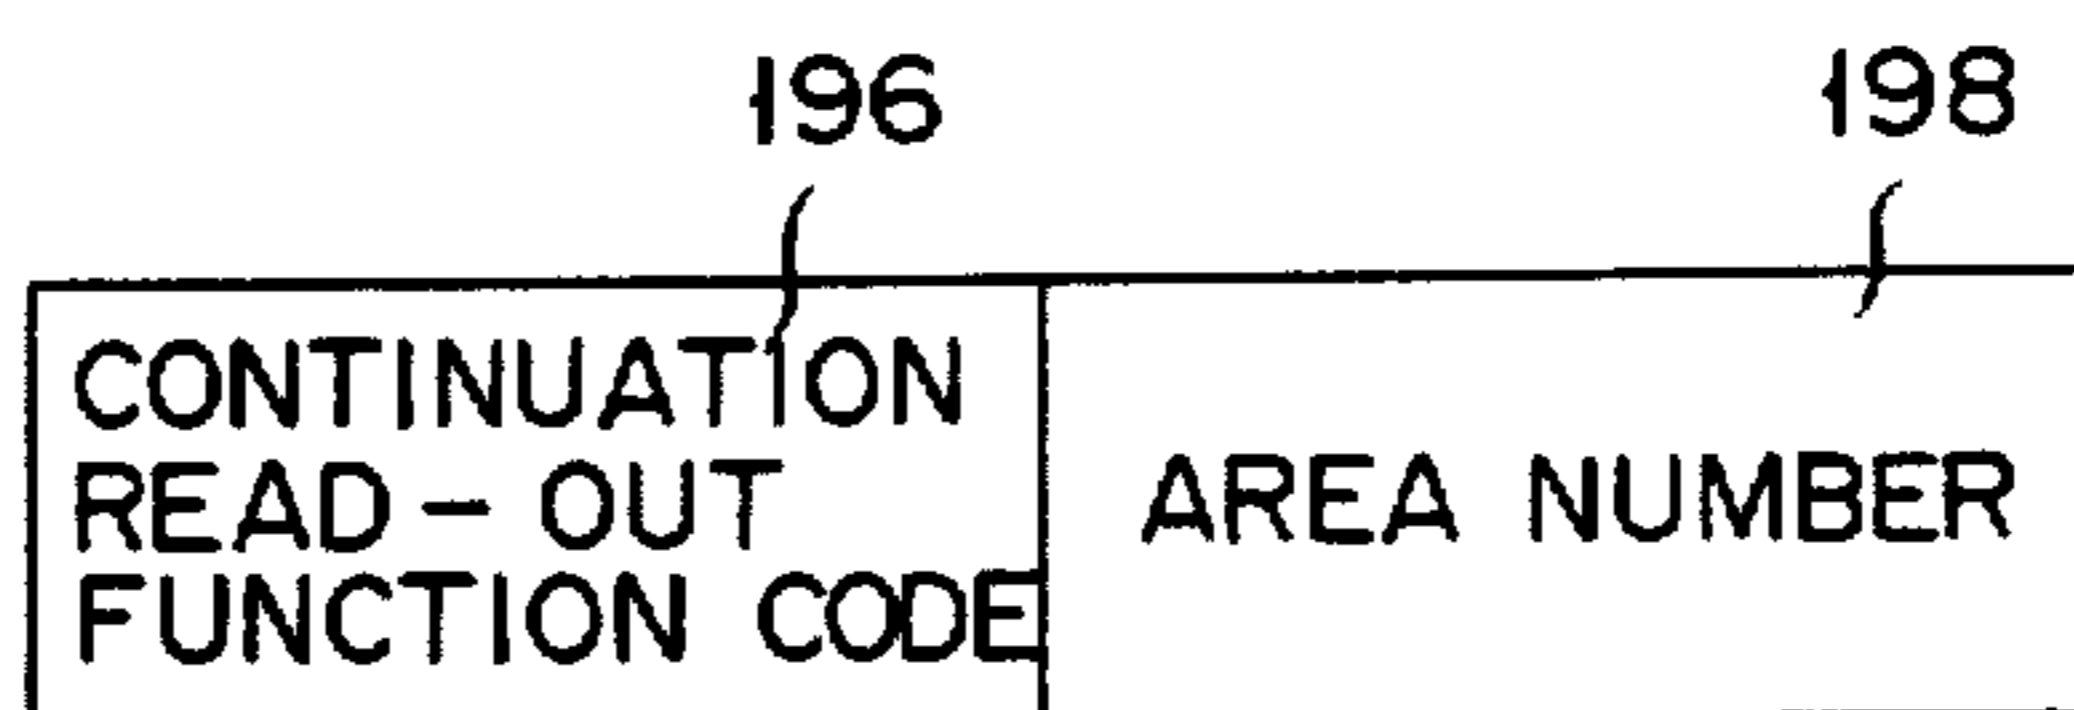 196 198
CONTINUATION
READ-OUT
FUNCTION CODE
AREA NUMBER